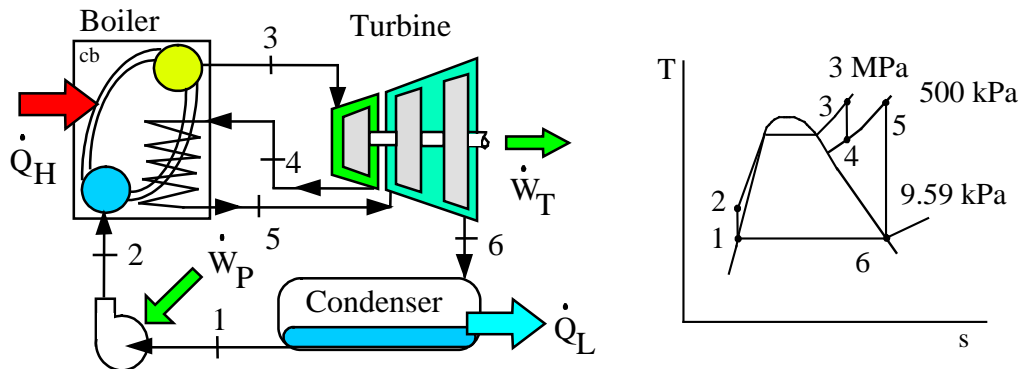 Boiler
cb
3
Turbine
Q̇H
4
ẆT
5
2
ẆP
6
Condenser
1
Q̇L
T
3 MPa
3
500 kPa
5
4
2
9.59 kPa
1
6
s